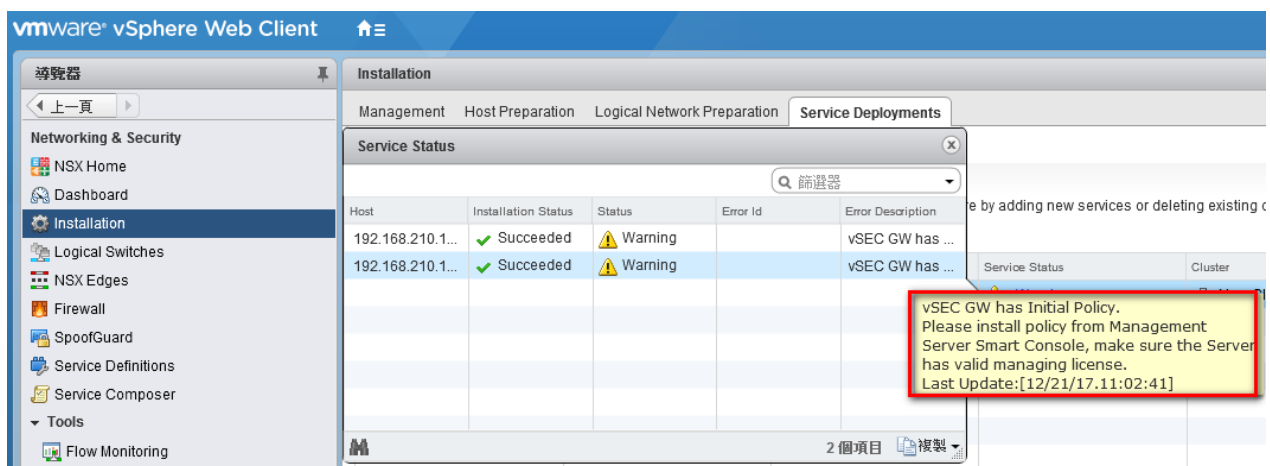 vmware® vSphere Web Client
導覽器
上一頁
Networking & Security
NSX Home
Dashboard
Installation
Logical Switches
NSX Edges
Firewall
SpoofGuard
Service Definitions
Service Composer
Tools
Flow Monitoring
Installation
Management Host Preparation Logical Network Preparation Service Deployments
Service Status
篩選器
Host Installation Status Status Error Id Error Description
192.168.210.1... Succeeded Warning vSEC GW has ...
192.168.210.1... Succeeded Warning vSEC GW has ...
2 個項目 複製
e by adding new services or deleting existing
Service Status Cluster
vSEC GW has Initial Policy.
Please install policy from Management
Server Smart Console, make sure the Server
has valid managing license.
Last Update:[12/21/17.11:02:41]